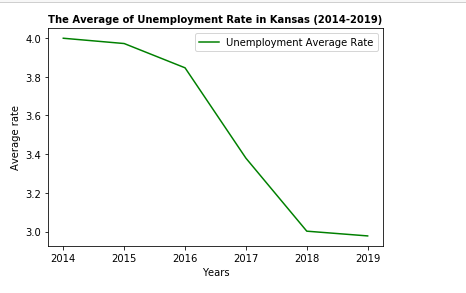 The Average of Unemployment Rate in Kansas (2014-2019)
Unemployment Average Rate
4.0
3.8
3.6
3.4
3.2
3.0
Average rate
2014 2015 2016 2017 2018 2019
Years